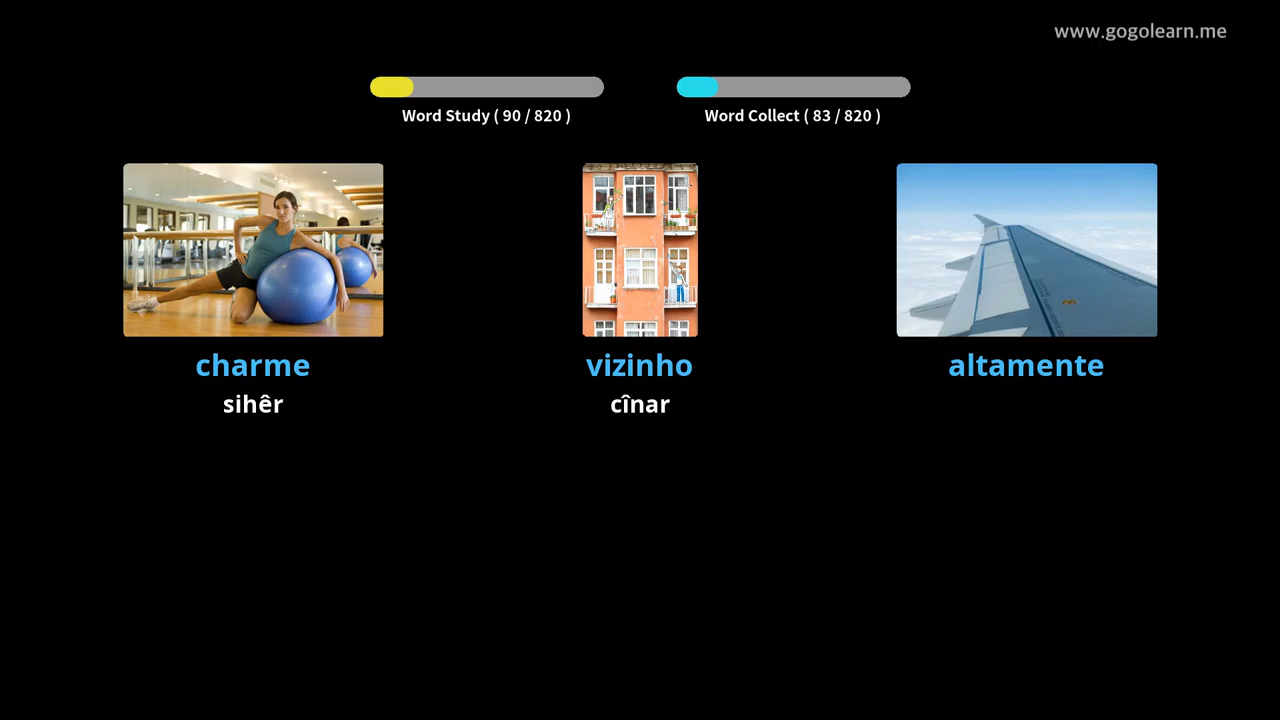 www.gogolearn.me
Word Study ( 90 / 820 )
Word Collect ( 83 / 820 )
charme
vizinho
altamente
sihêr
cînar